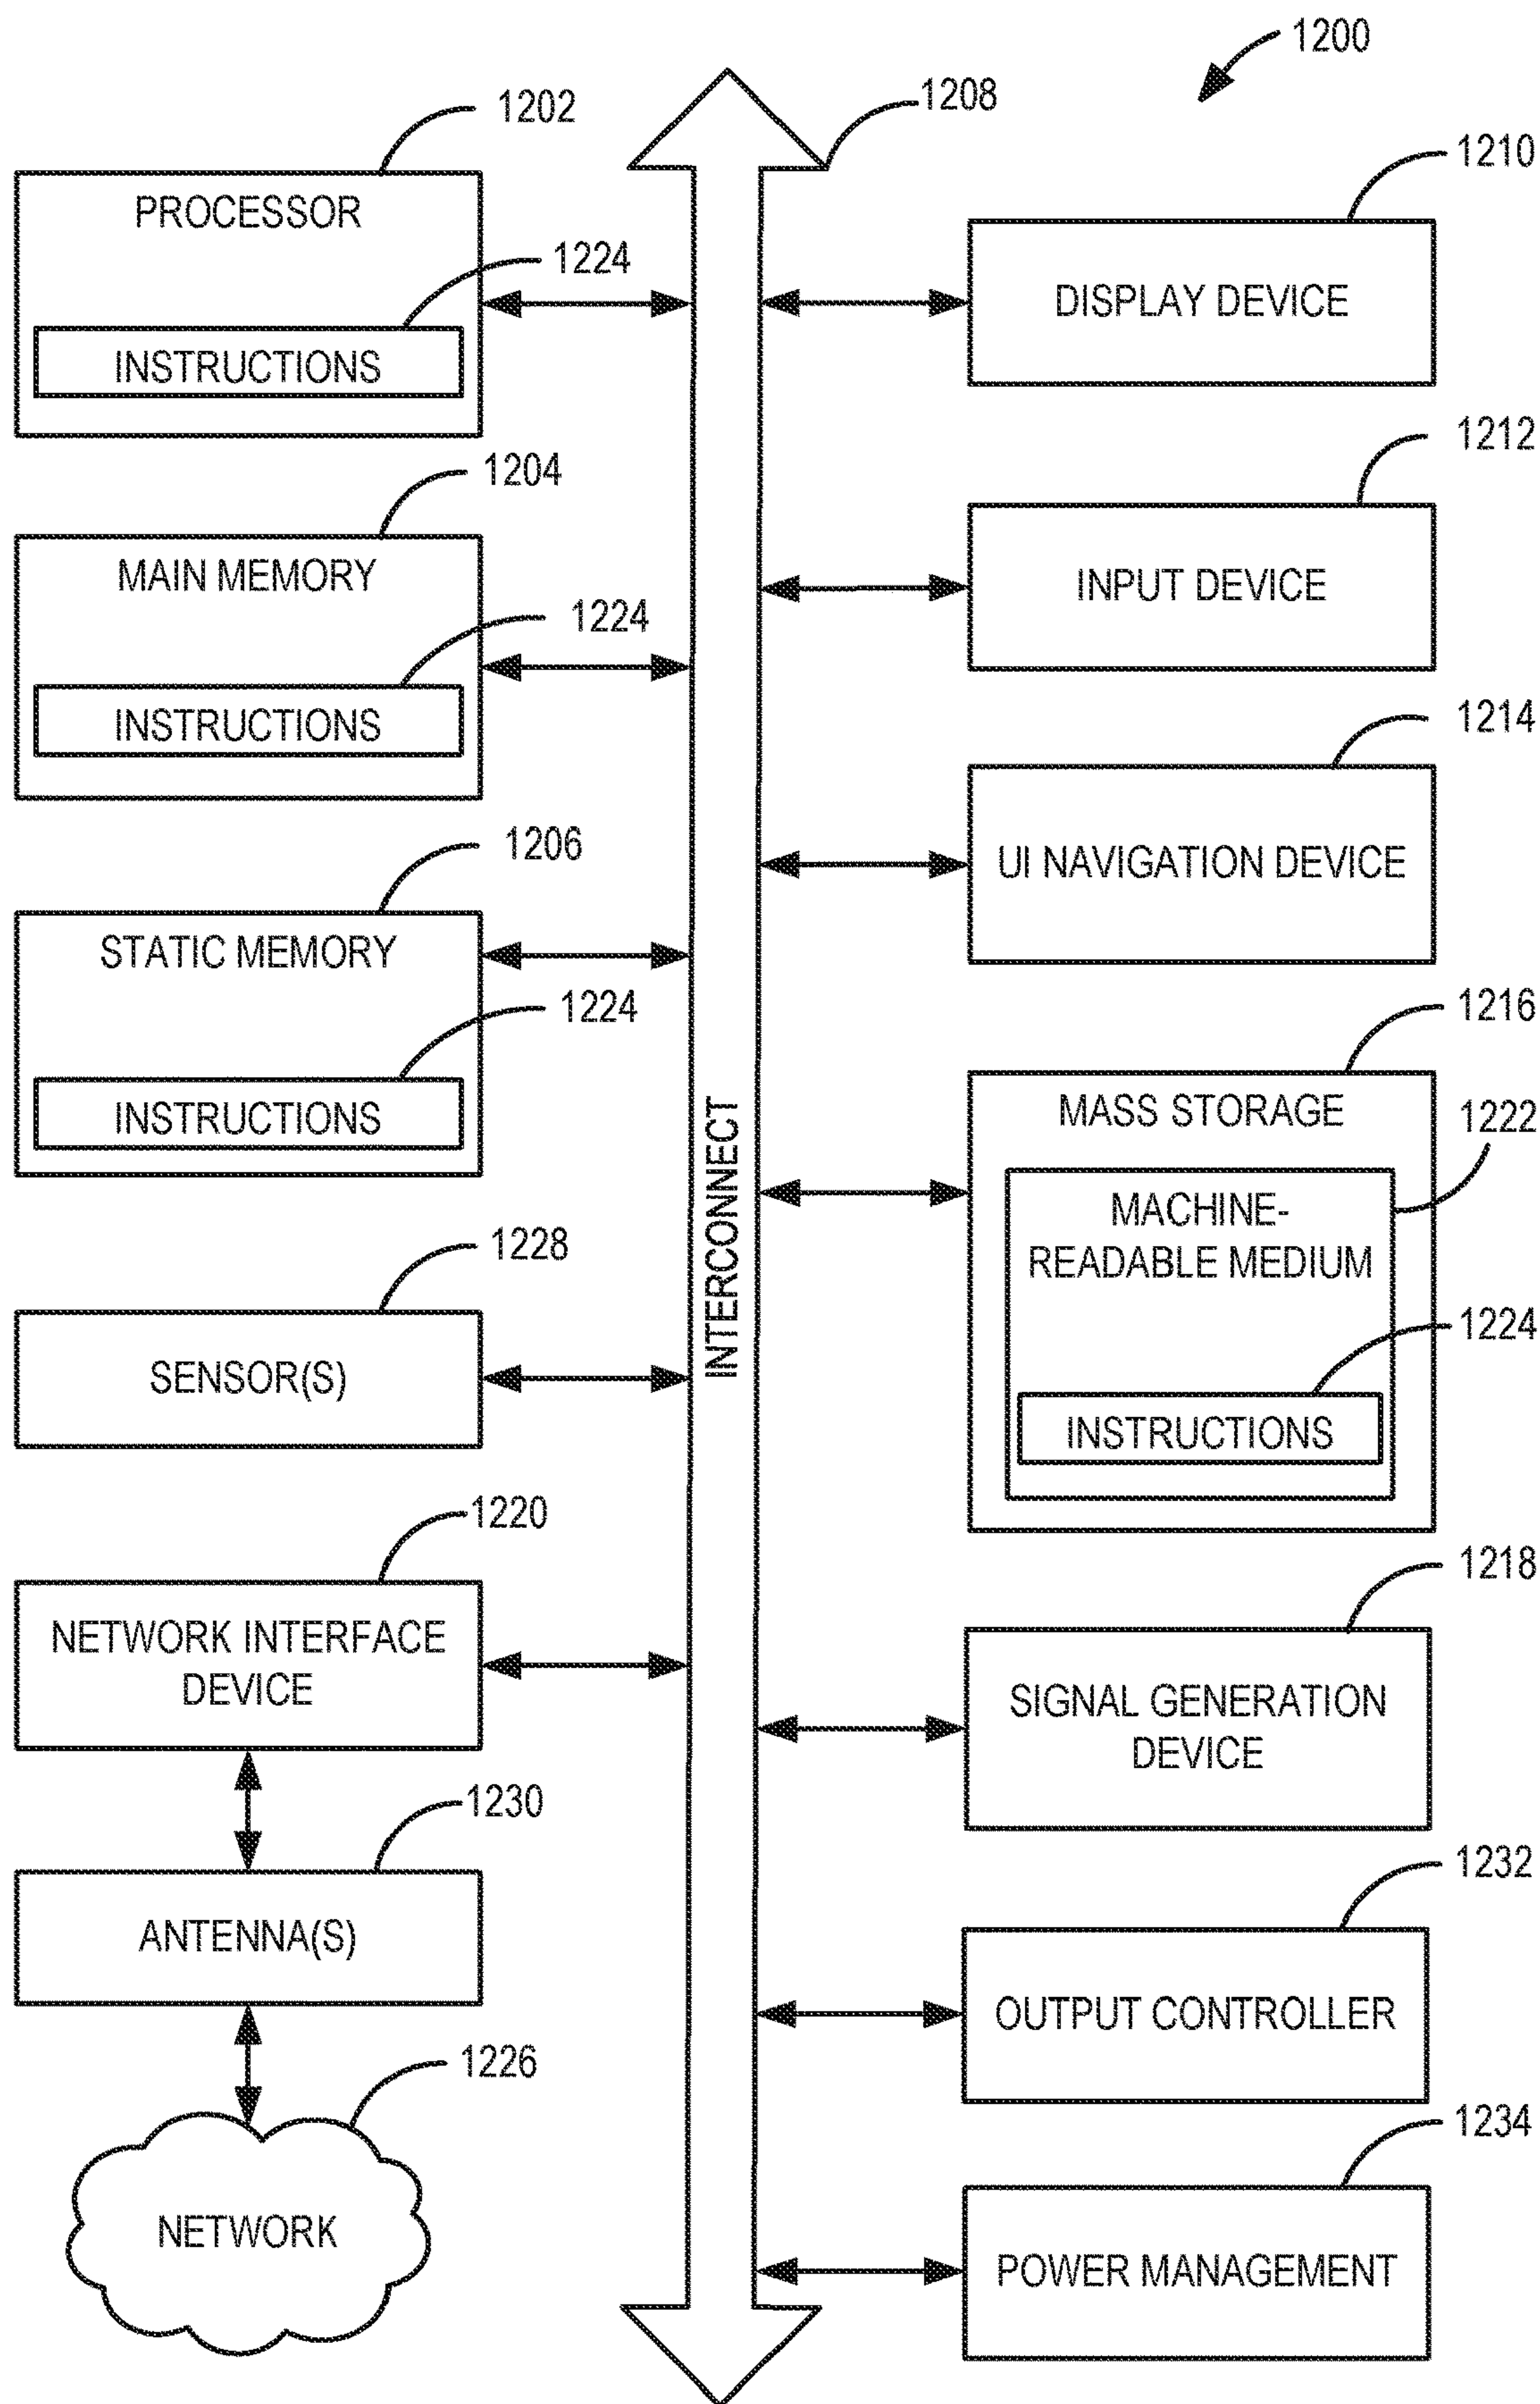 1200
1202
1208
PROCESSOR
1224
INSTRUCTIONS
1210
DISPLAY DEVICE
1204
MAIN MEMORY
1224
INSTRUCTIONS
1212
INPUT DEVICE
1206
STATIC MEMORY
1224
INSTRUCTIONS
1214
UI NAVIGATION DEVICE
INTERCONNECT
1228
SENSOR(S)
1216
MASS STORAGE
1222
MACHINE-
READABLE MEDIUM
1224
INSTRUCTIONS
1220
NETWORK INTERFACE
DEVICE
1218
SIGNAL GENERATION
DEVICE
1230
ANTENNA(S)
1232
OUTPUT CONTROLLER
1226
NETWORK
1234
POWER MANAGEMENT